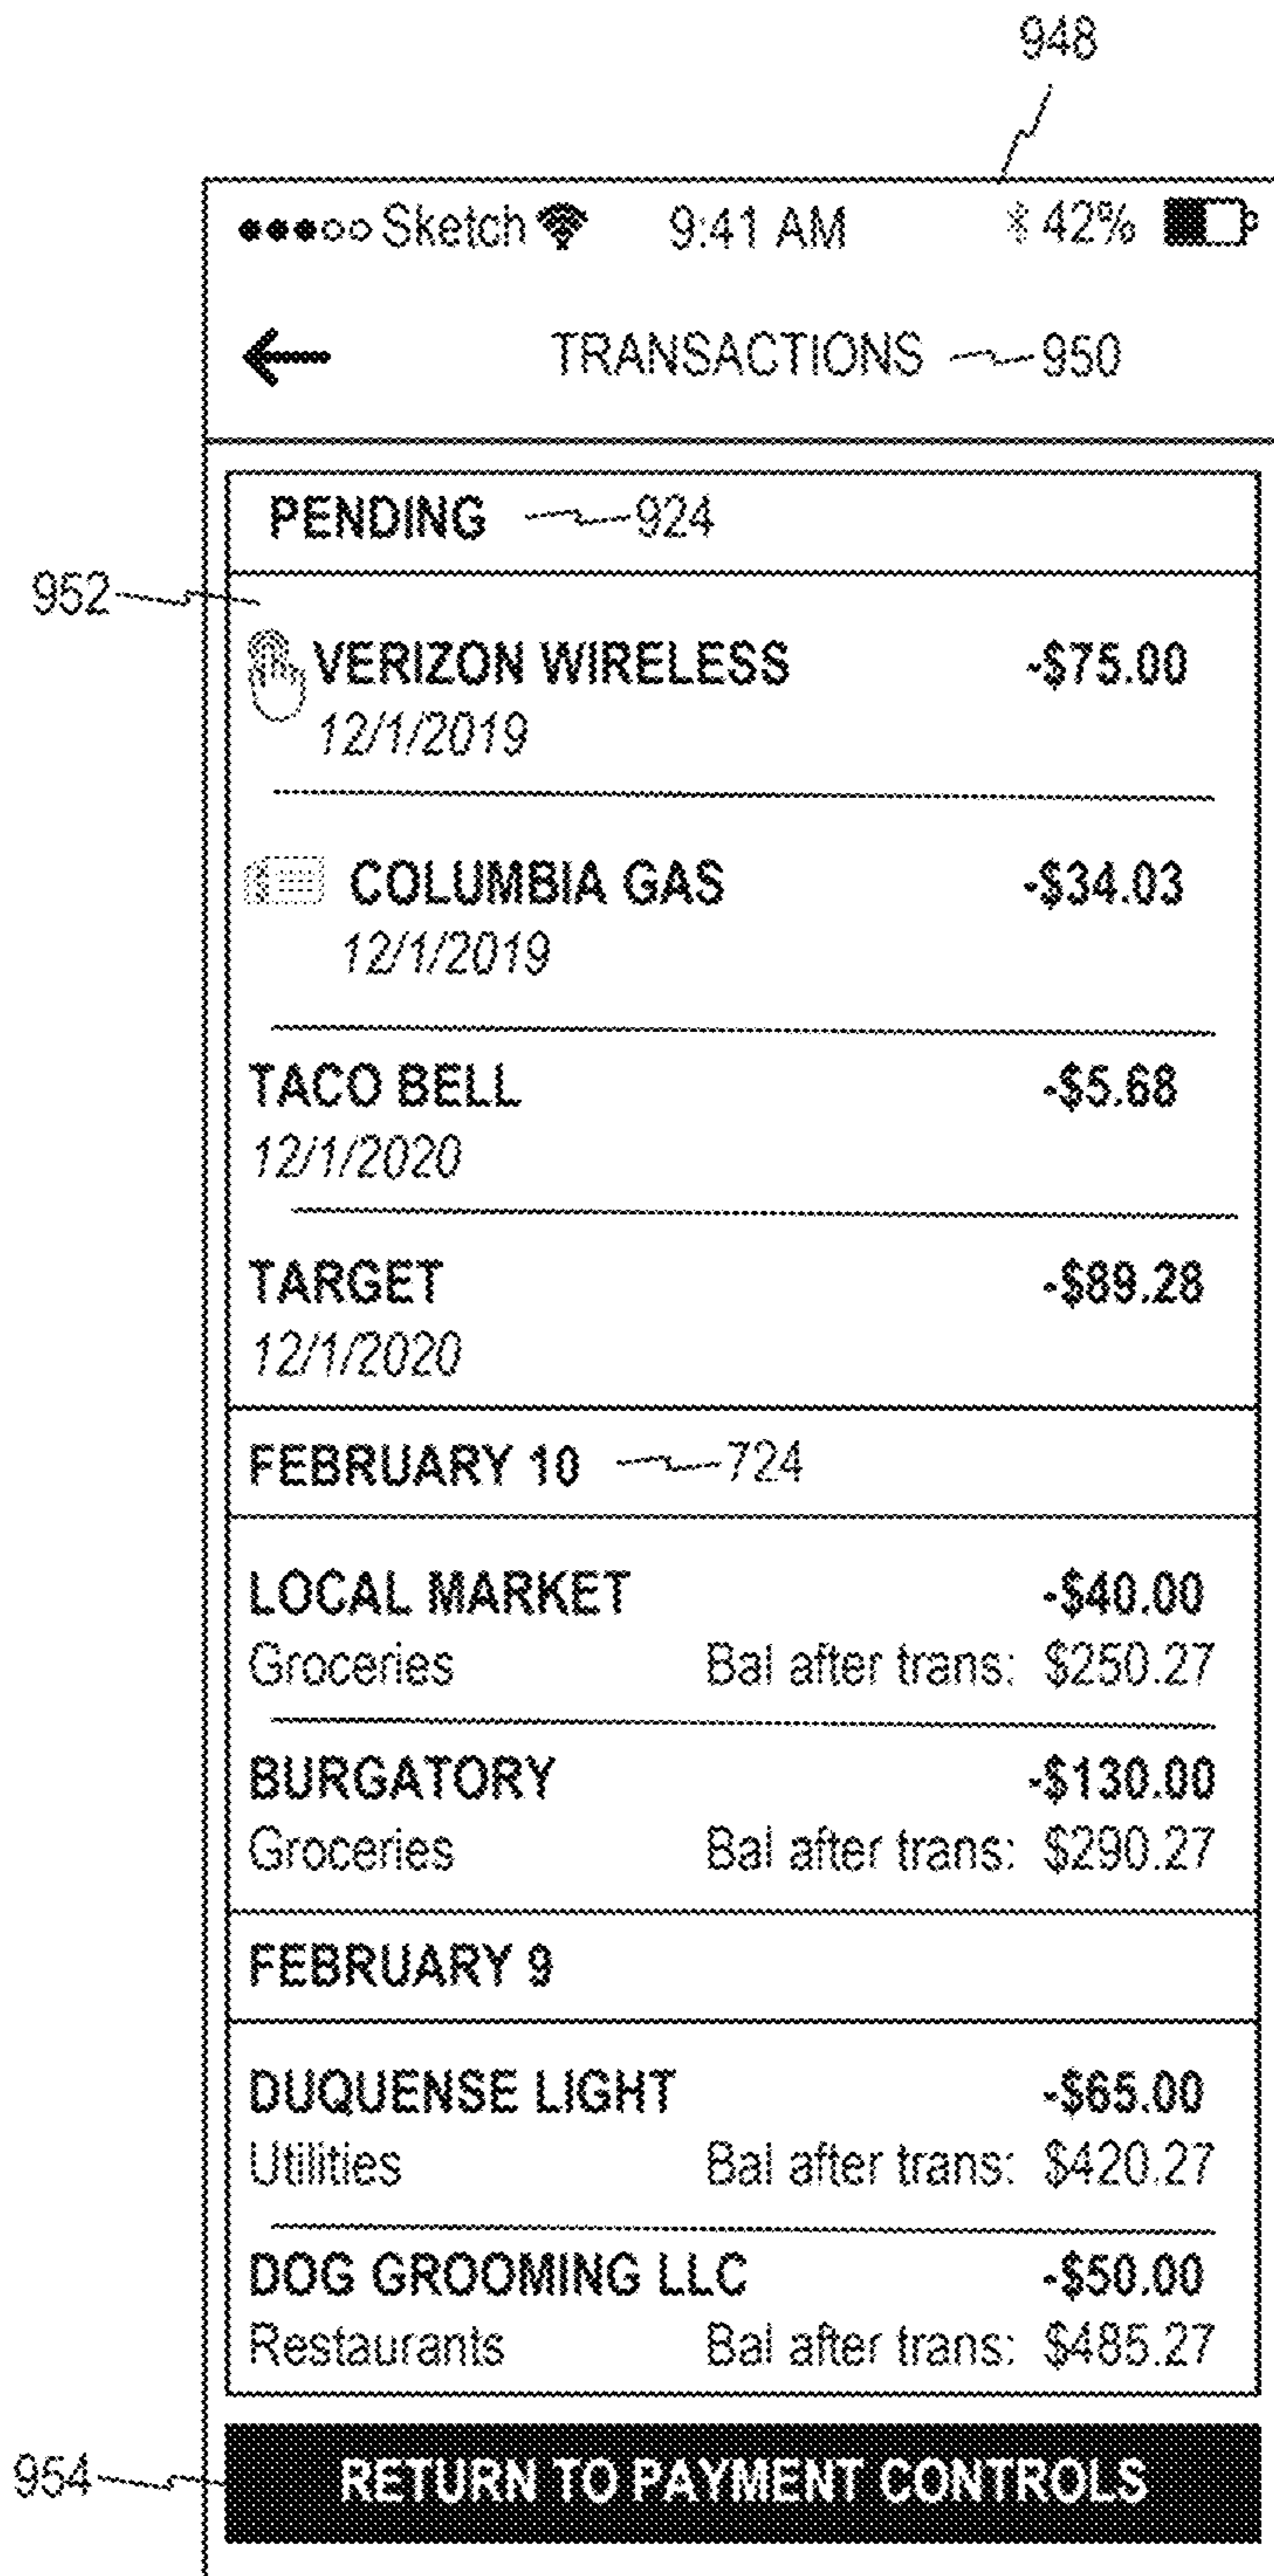 948
Sketch 9:41 AM 42%
TRANSACTIONS 950
PENDING 924
952
VERIZON WIRELESS -$75.00
12/1/2019
COLUMBIA GAS -$34.03
12/1/2019
TACO BELL -$5.68
12/1/2020
TARGET -$89.28
12/1/2020
FEBRUARY 10 724
LOCAL MARKET -$40.00
Groceries Bal after trans: $250.27
BURGATORY -$130.00
Groceries Bal after trans: $290.27
FEBRUARY 9
DUQUENSE LIGHT -$65.00
Utilities Bal after trans: $420.27
DOG GROOMING LLC -$50.00
Restaurants Bal after trans: $485.27
954 RETURN TO PAYMENT CONTROLS